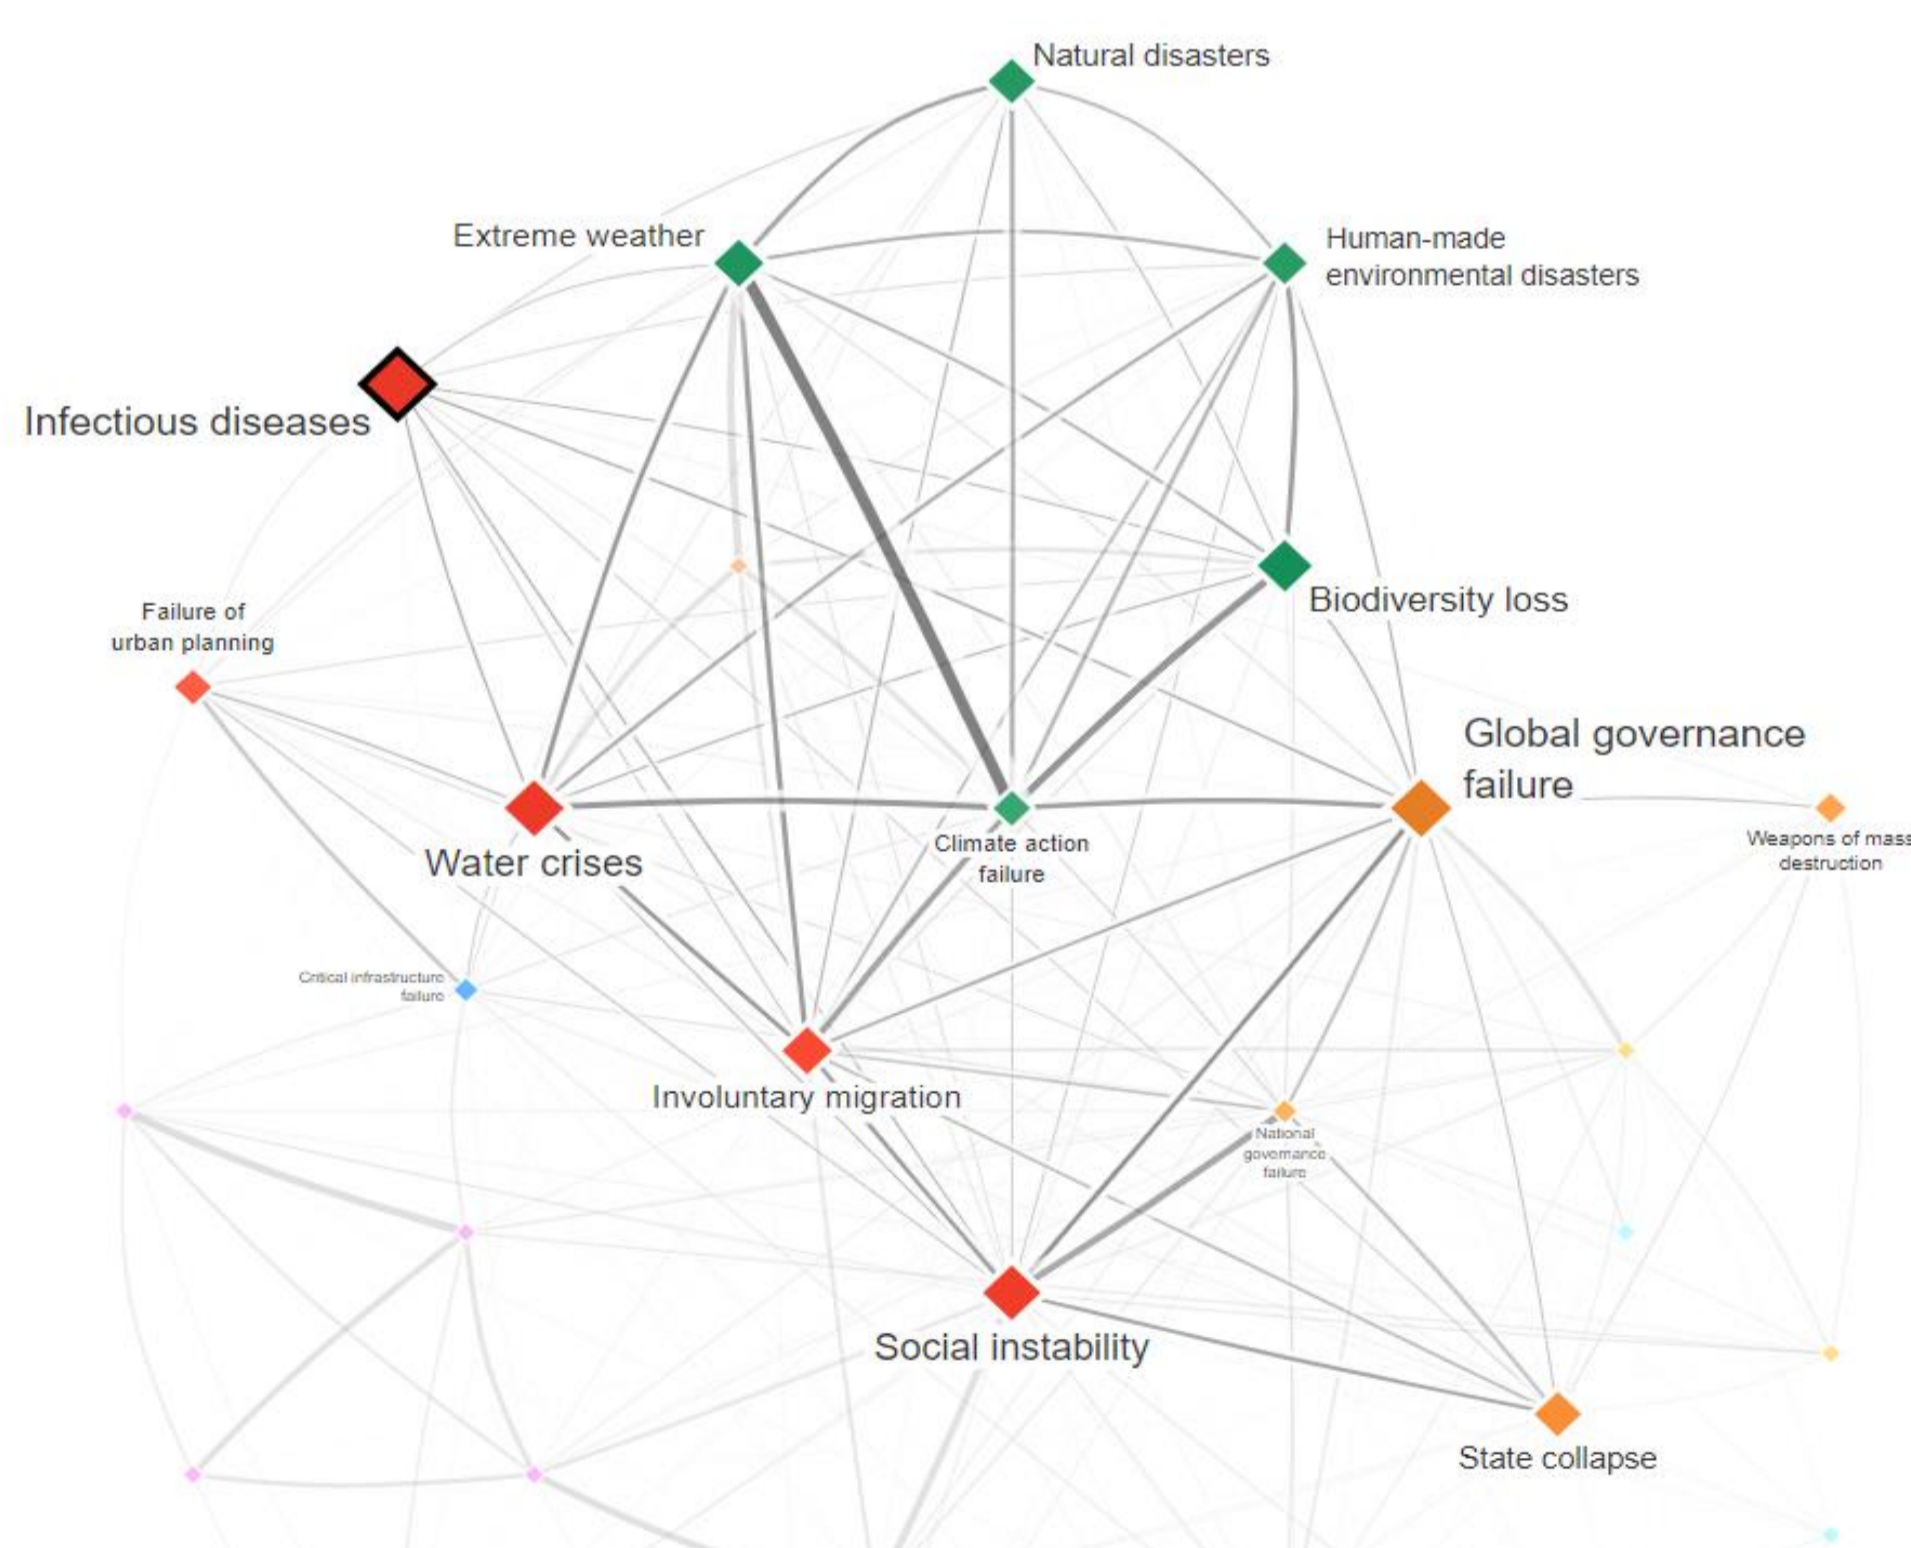 Natural disasters
Extreme weather
Human-made
environmental disasters
Infectious diseases
Failure of
urban planning
Biodiversity loss
Global governance
failure
Weapons of mass
destruction
Water crises
Climate action
failure
Critical infrastructure
failure
Involuntary migration
National
governance
failure
Social instability
State collapse